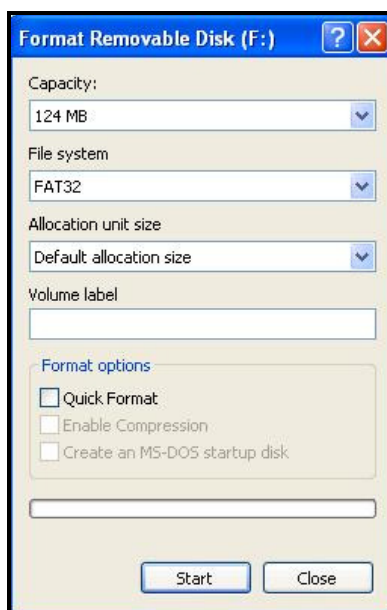 Format Removable Disk (F:)
Capacity:
124 MB
File system
FAT32
Allocation unit size
Default allocation size
Volume label
Format options
Quick Format
Enable Compression
Create an MS-DOS startup disk
Start
Close